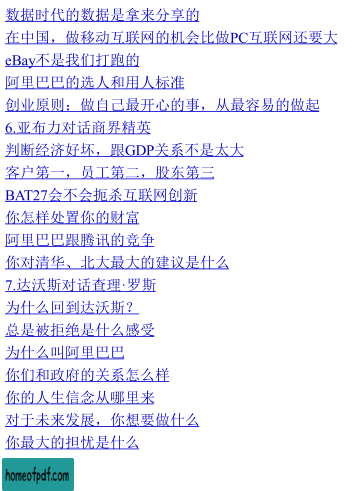 数据时代的数据是拿来分享的
在中国，做移动互联网的机会比做PC互联网还要大
eBay不是我们打跑的
阿里巴巴的选人和用人标准
创业原则：做自己最开心的事，从最容易的做起
6.亚布力对话商界精英
判断经济好坏，跟GDP关系不是太大
客户第一，员工第二，股东第三
BAT27会不会扼杀互联网创新
你怎样处置你的财富
阿里巴巴跟腾讯的竞争
你对清华、北大最大的建议是什么
7.达沃斯对话查理·罗斯
为什么回到达沃斯？
总是被拒绝是什么感受
为什么叫阿里巴巴
你们和政府的关系怎么样
你的人生信念从哪里来
对于未来发展，你想要做什么
你最大的担忧是什么
homeofpdf.com